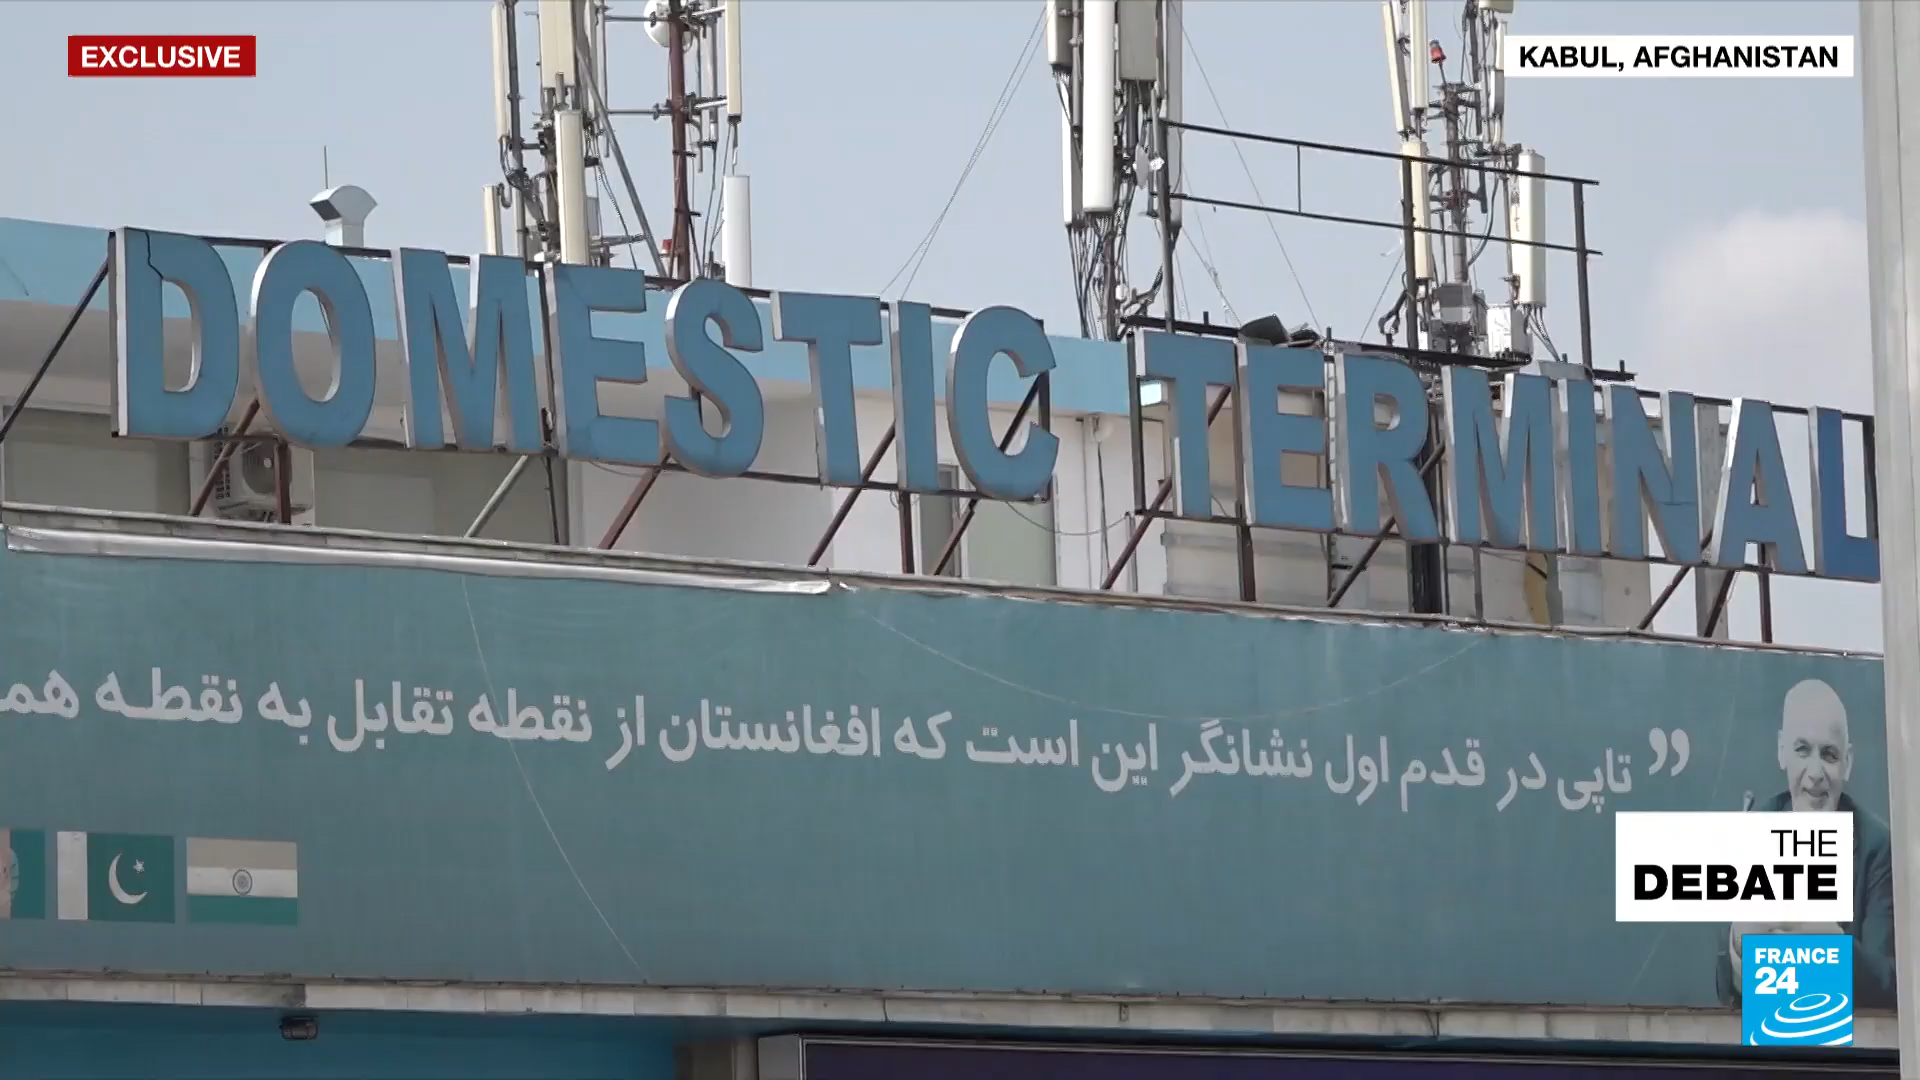 EXCLUSIVE
KABUL, AFGHANISTAN
DOMESTIC TERMINAL
” تاپی در قدم اول نشانگر این است که افغانستان از نقطه تقابل به نقطه
THE
DEBATE
FRANCE
24